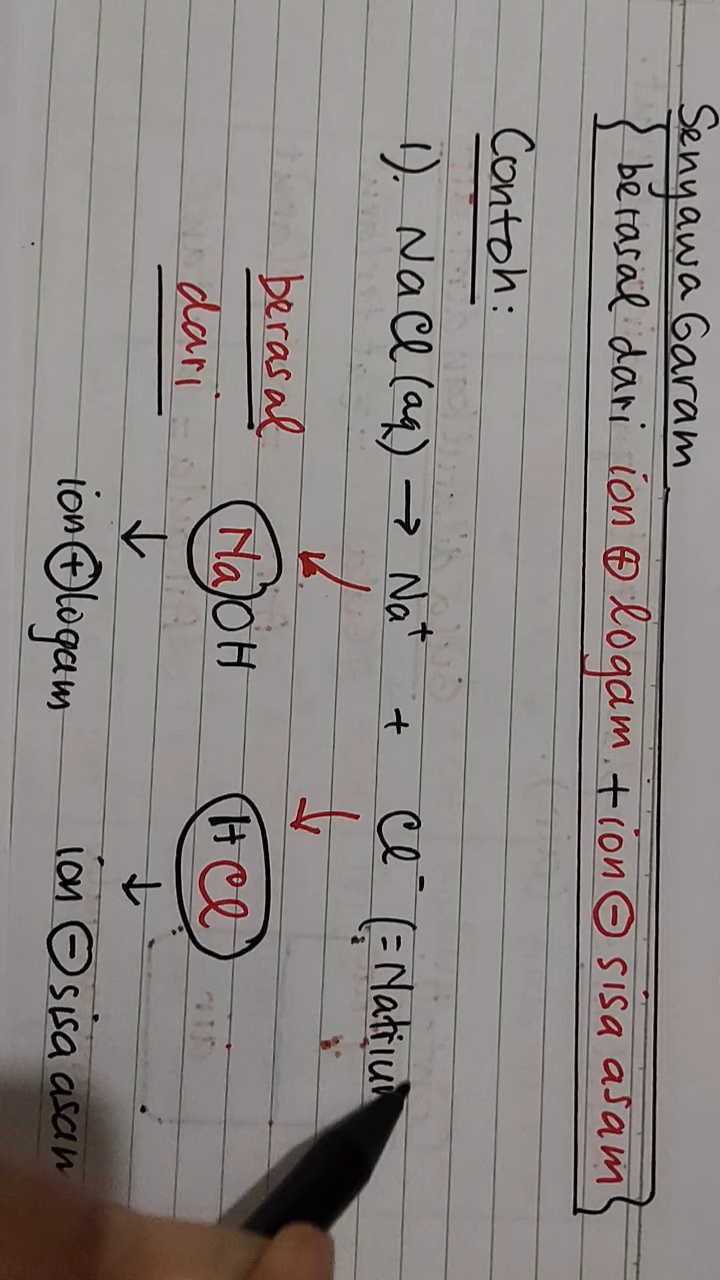 Senyawa Garam
{ berasal dari ion ⊕ logam + ion ⊖ sisa asam }
Contoh:
1). NaCl (aq) → Na⁺ + Cl⁻ (= Natrium
berasal
dari
NaOH HCl
↓ ↓
ion ⊕ logam ion ⊖ sisa asam